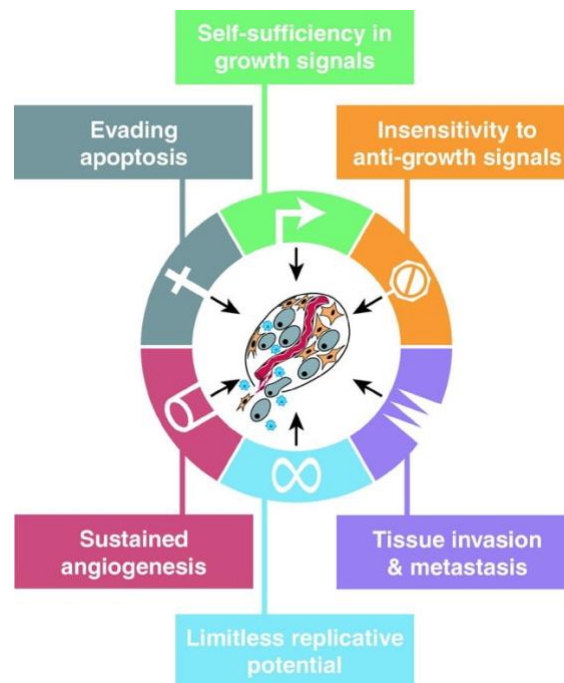 Self-sufficiency in
growth signals
Evading
apoptosis
Insensitivity to
anti-growth signals
Sustained
angiogenesis
Tissue invasion
& metastasis
Limitless replicative
potential